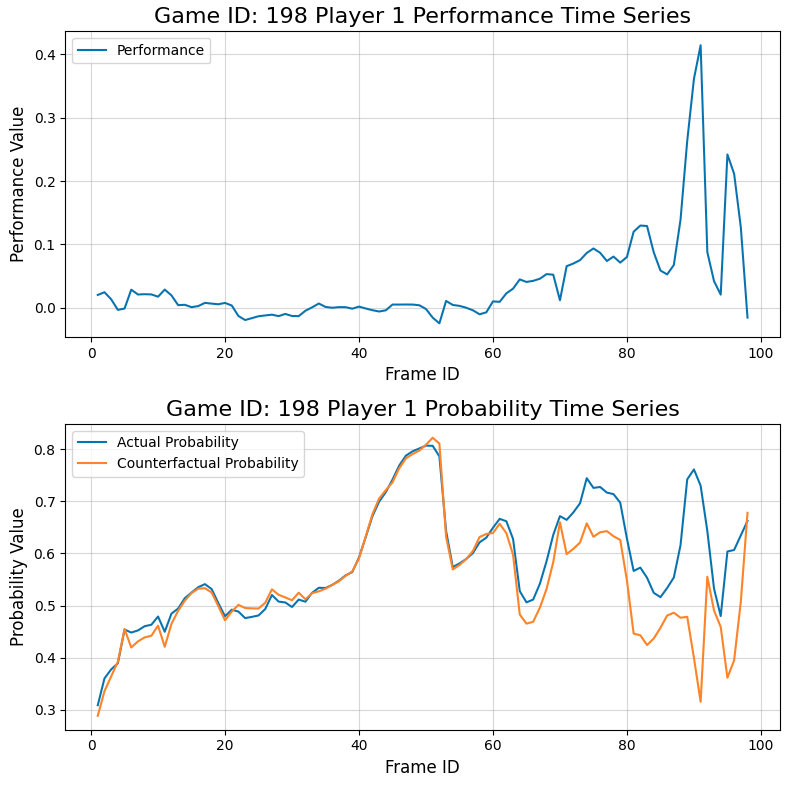 Game ID: 198 Player 1 Performance Time Series
Performance
Performance Value
0.4
0.3
0.2
0.1
0.0
0 20 40 60 80 100
Frame ID
Game ID: 198 Player 1 Probability Time Series
Actual Probability
Counterfactual Probability
Probability Value
0.8
0.7
0.6
0.5
0.4
0.3
0 20 40 60 80 100
Frame ID